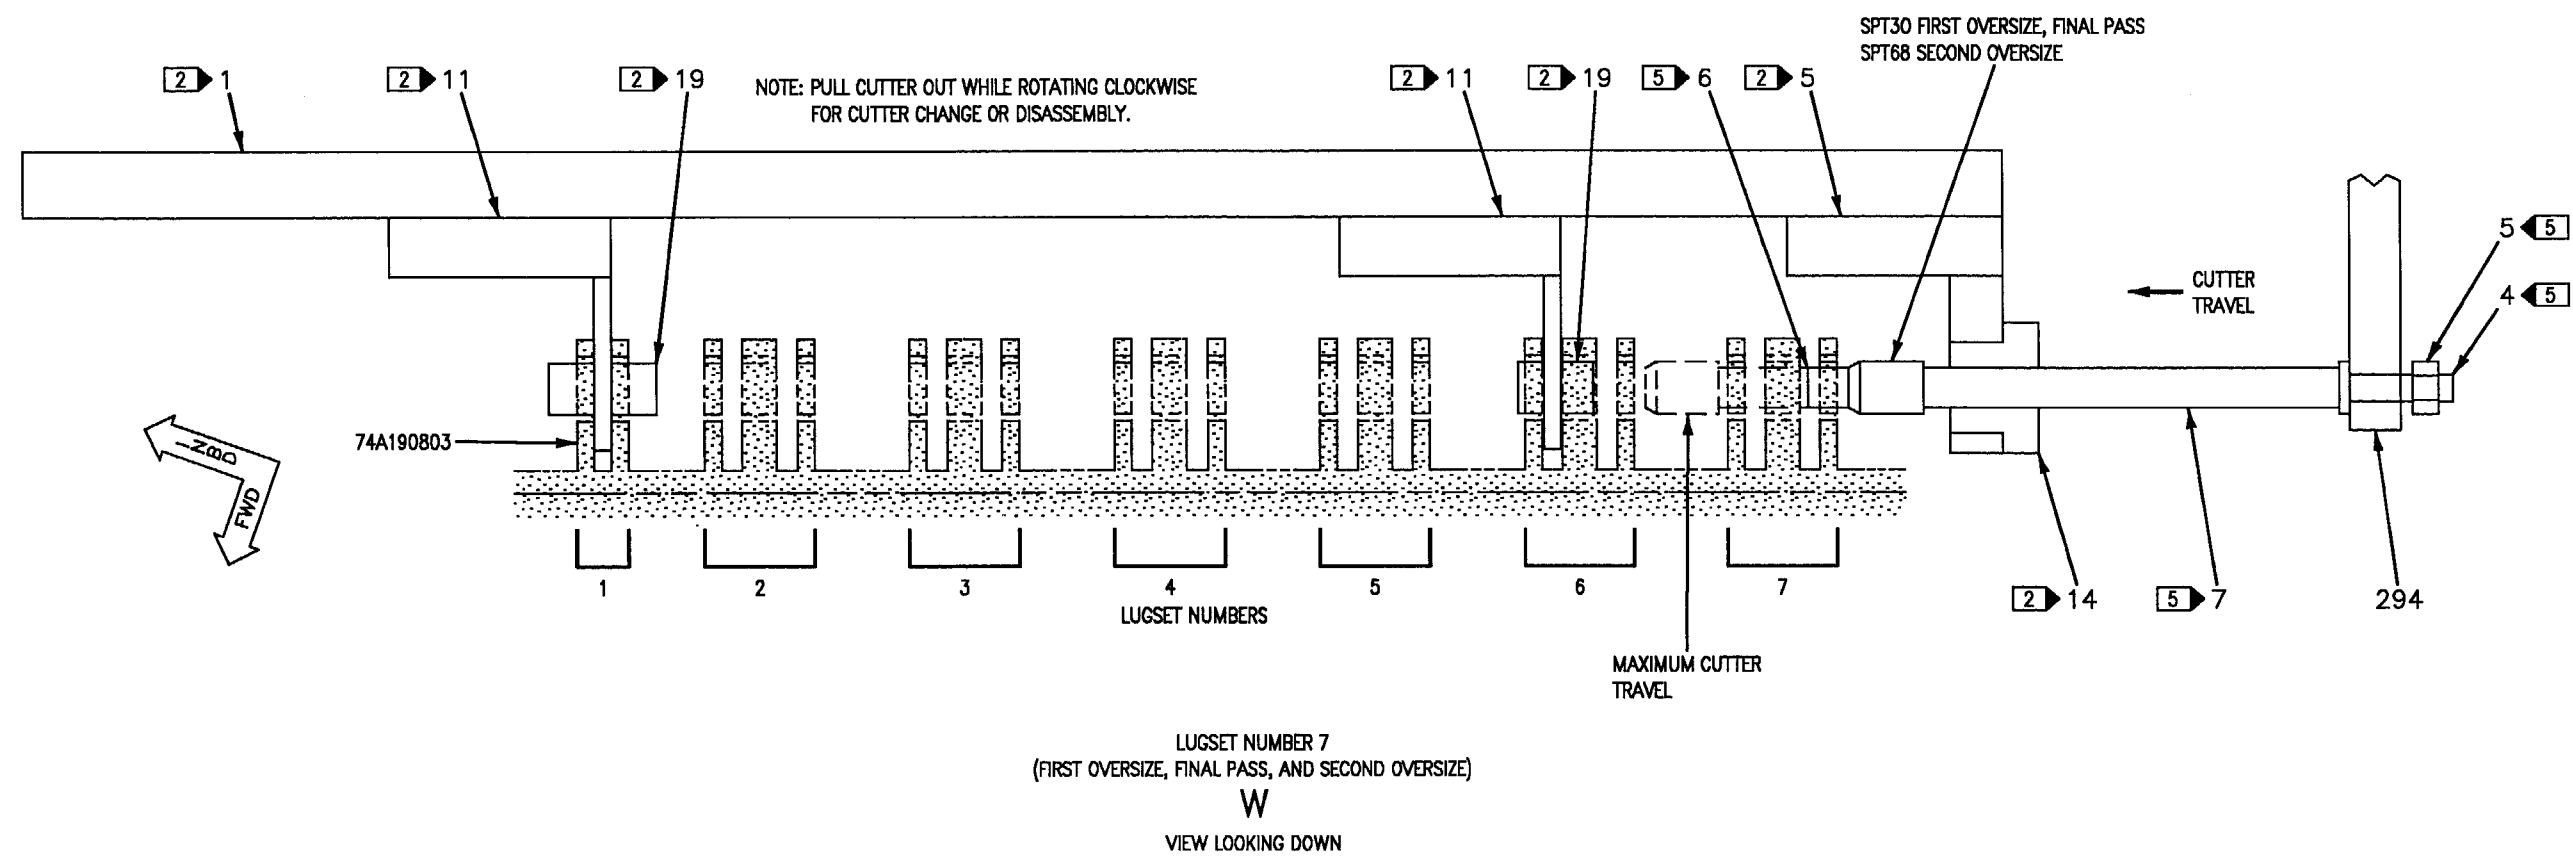 SPT30 FIRST OVERSIZE, FINAL PASS
SPT68 SECOND OVERSIZE
2 1
2 11
2 19
NOTE: PULL CUTTER OUT WHILE ROTATING CLOCKWISE
FOR CUTTER CHANGE OR DISASSEMBLY.
2 11
2 19
5 6
2 5
5 5
4 5
CUTTER
TRAVEL
74A190803
INBD
FWD
1
2
3
4
5
6
7
LUGSET NUMBERS
2 14
5 7
294
MAXIMUM CUTTER
TRAVEL
LUGSET NUMBER 7
(FIRST OVERSIZE, FINAL PASS, AND SECOND OVERSIZE)
W
VIEW LOOKING DOWN